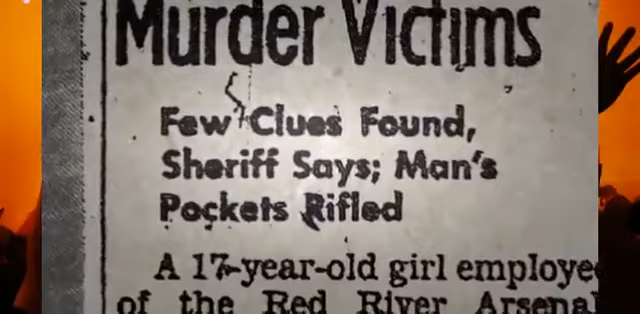 Murder Victims
Few Clues Found,
Sheriff Says; Man's
Pockets Rifled
A 17-year-old girl employe
of the Red River Arsenal